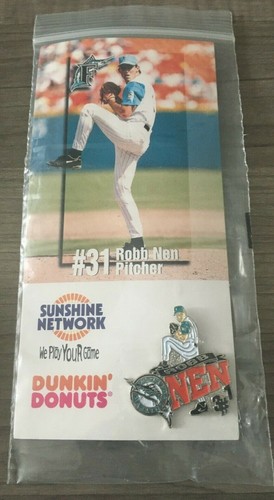 #31 Robb Nen
Pitcher
SUNSHINE
NETWORK
We Play YOUR Game
DUNKIN'
DONUTS®
NEN